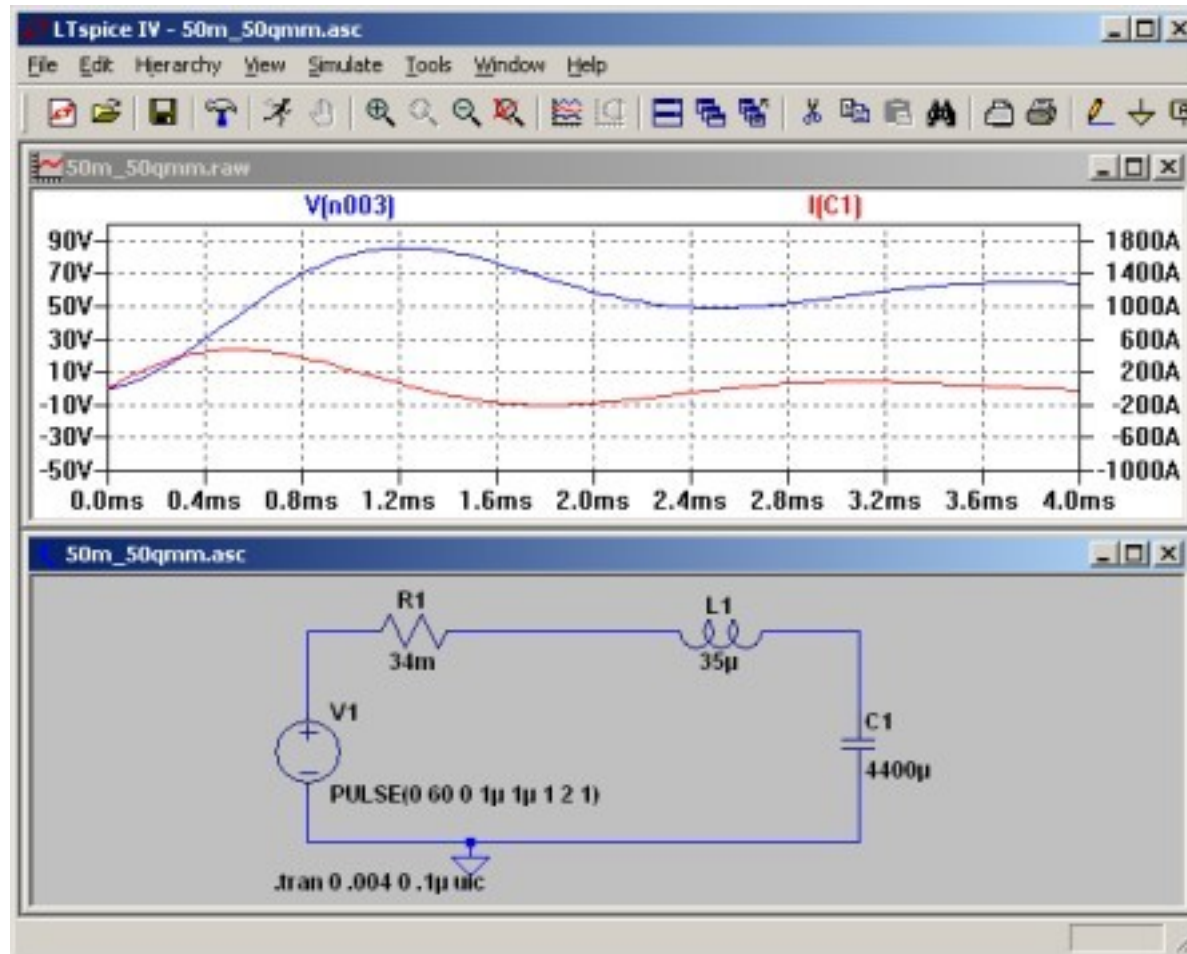 LTspice IV - 50m_50qmm.asc
File Edit Hierarchy View Simulate Tools Window Help
50m_50qmm.raw
V(n003) I(C1)
90V 1800A
70V 1400A
50V 1000A
30V 600A
10V 200A
-10V -200A
-30V -600A
-50V -1000A
0.0ms 0.4ms 0.8ms 1.2ms 1.6ms 2.0ms 2.4ms 2.8ms 3.2ms 3.6ms 4.0ms
50m_50qmm.asc
R1 L1
34m 35µ
V1 C1
4400µ
PULSE(0 60 0 1µ 1µ 1 2 1)
.tran 0 .004 0 .1µ uic